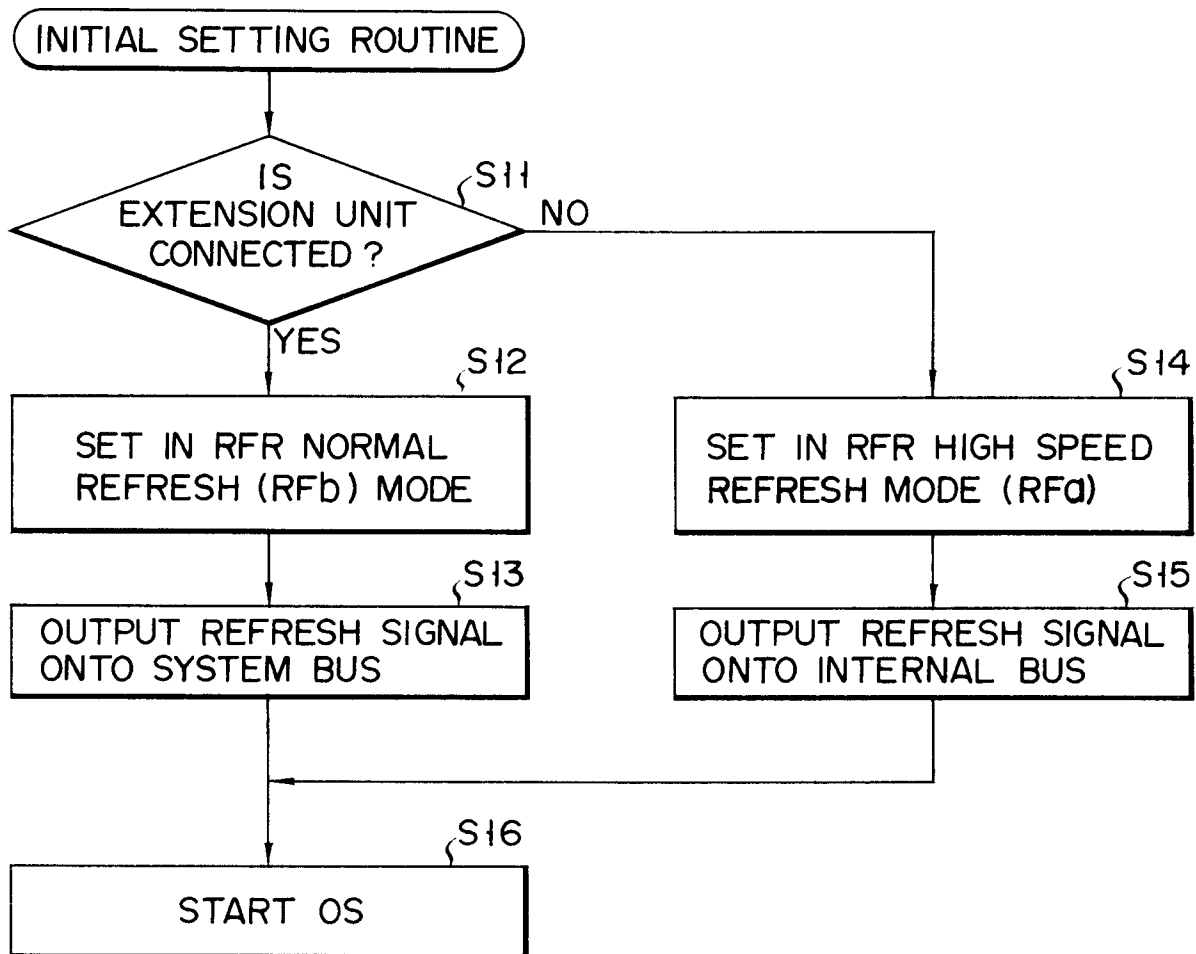 INITIAL SETTING ROUTINE
S11
IS
EXTENSION UNIT
CONNECTED ?
NO
YES
S12
SET IN RFR NORMAL
REFRESH (RFb) MODE
S14
SET IN RFR HIGH SPEED
REFRESH MODE (RFa)
S13
OUTPUT REFRESH SIGNAL
ONTO SYSTEM BUS
S15
OUTPUT REFRESH SIGNAL
ONTO INTERNAL BUS
S16
START OS